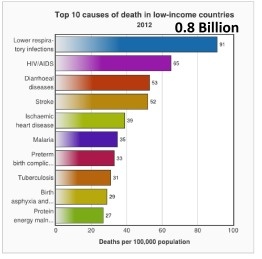 Top 10 causes of death in low-income countries
2012
0.8 Billion
Lower respira-
tory infections
91
HIV/AIDS
65
Diarrhoeal
diseases
53
Stroke
52
Ischaemic
heart disease
39
Malaria
35
Preterm
birth complic...
33
Tuberculosis
31
Birth
asphyxia and...
29
Protein
energy maln...
27
0
20
40
60
80
100
Deaths per 100,000 population